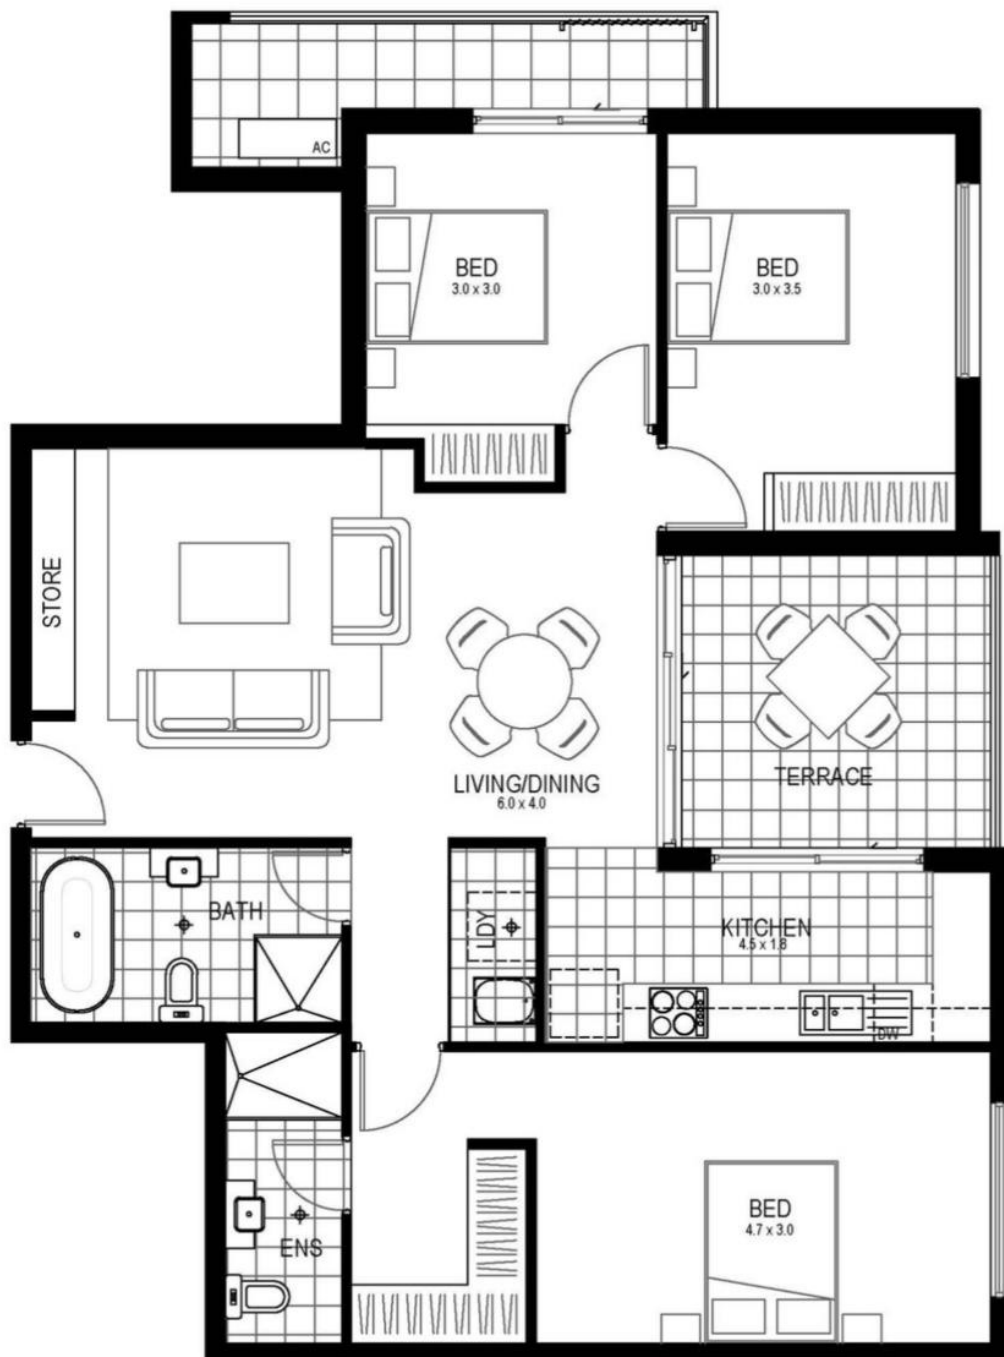 AC
BED
3.0 x 3.0
BED
3.0 x 3.5
STORE
LIVING/DINING
6.0 x 4.0
TERRACE
BATH
LDY
KITCHEN
4.5 x 1.8
DW
ENS
BED
4.7 x 3.0